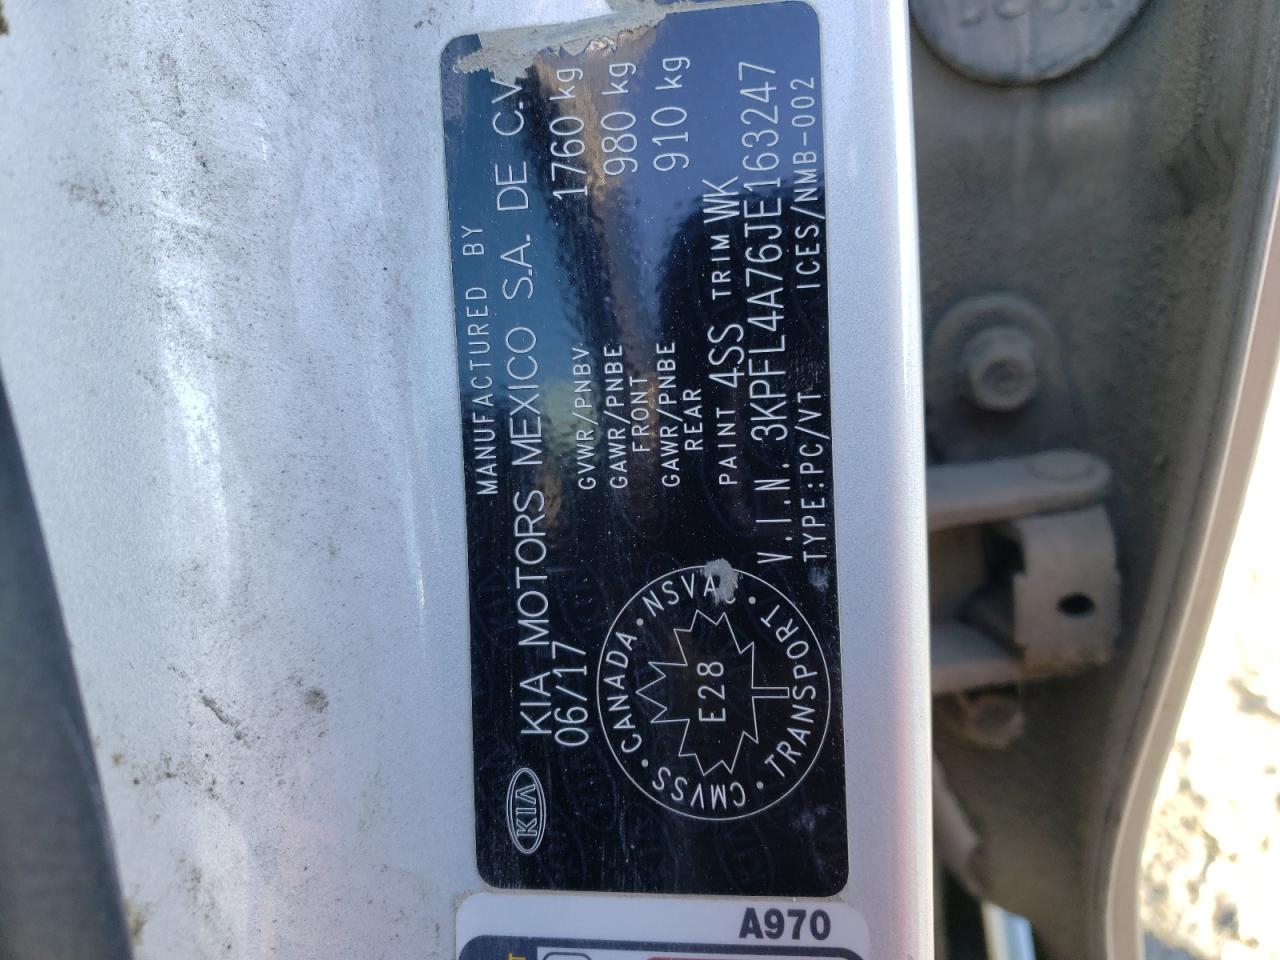 MANUFACTURED BY
KIA MOTORS MEXICO S.A. DE C.V
06/17
GVWR/PNBV 1760 kg
GAWR/PNBE FRONT 980 kg
GAWR/PNBE REAR 910 kg
PAINT 4SS TRIM WK
V.I.N. 3KPFL4A76JE163247
TYPE:PC/VT ICES/NMB-002
KIA
CANADA · NSVAC · TRANSPORT · CMVSS ·
E28
A970